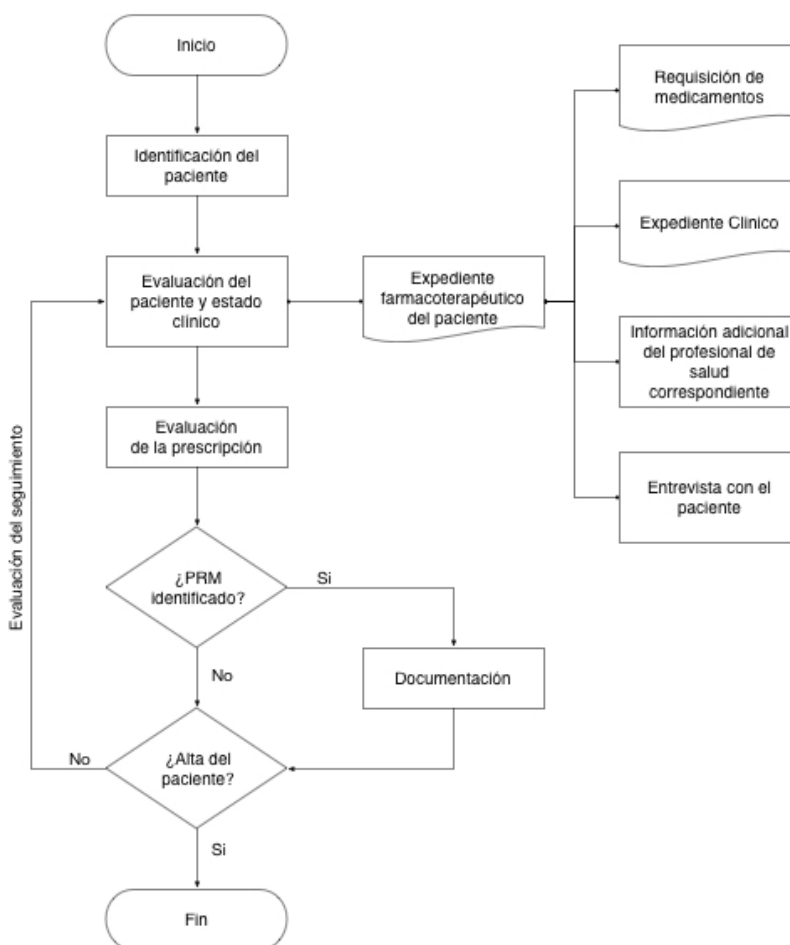 Inicio
Identificación del
paciente
Evaluación del
paciente y estado
clínico
Expediente
farmacoterapéutico
del paciente
Requisición de
medicamentos
Expediente Clinico
Información adicional
del profesional de
salud
correspondiente
Entrevista con el
paciente
Evaluación
de la prescripción
Evaluación del seguimiento
¿PRM
identificado?
Si
Documentación
No
¿Alta del
paciente?
No
Si
Fin